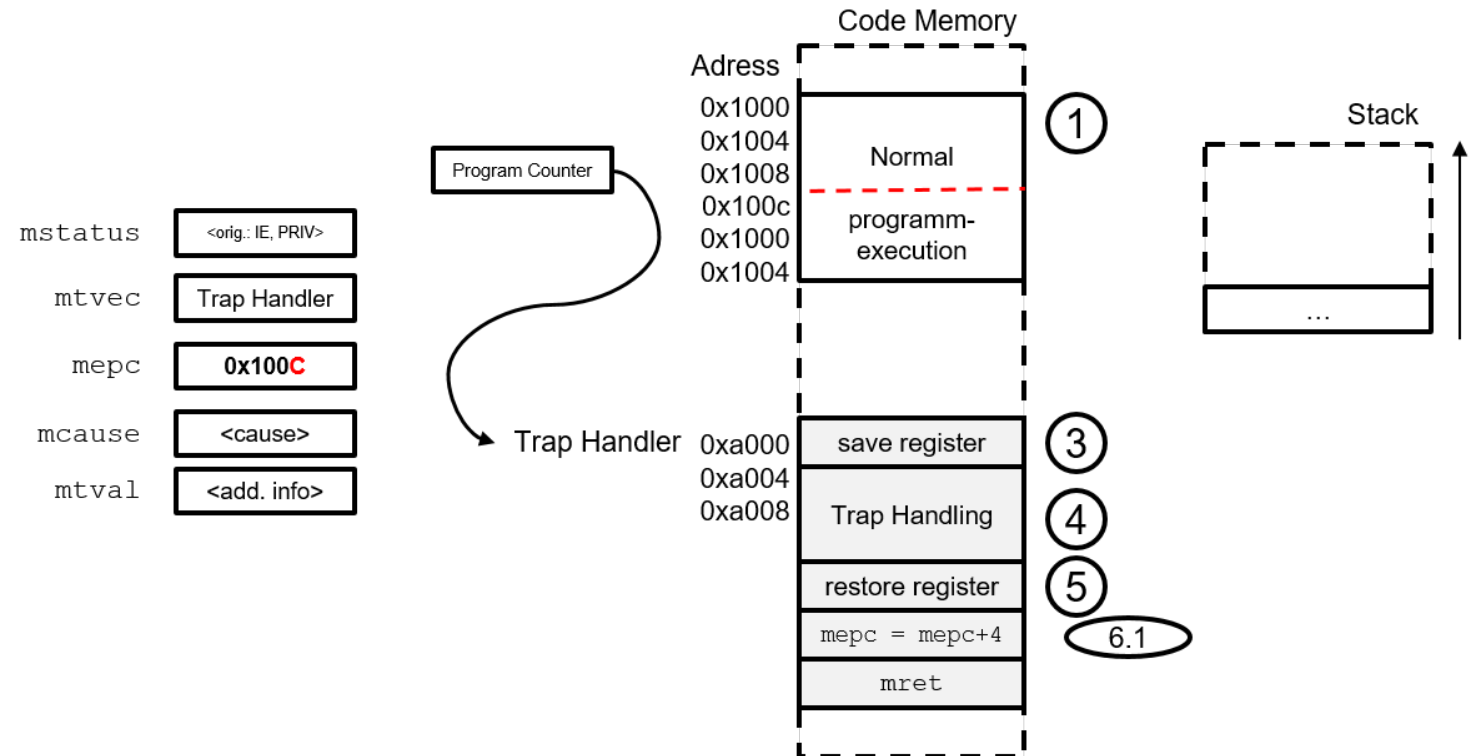 Code Memory
Adress
0x1000
0x1004
0x1008
0x100c
0x1000
0x1004
Normal
programm-
execution
1
Stack
...
Program Counter
mstatus
<orig.: IE, PRIV>
mtvec
Trap Handler
mepc
0x100C
mcause
<cause>
mtval
<add. info>
Trap Handler
0xa000
0xa004
0xa008
save register
3
Trap Handling
4
restore register
5
mepc = mepc+4
6.1
mret